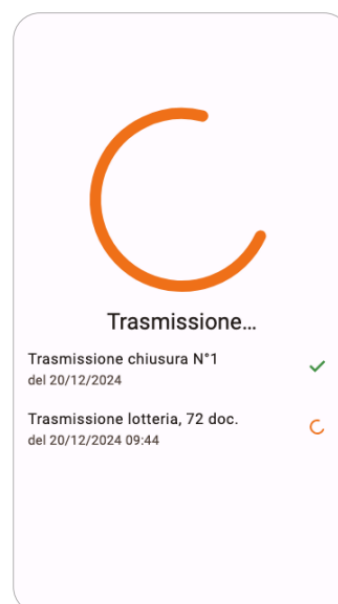 Trasmissione...
Trasmissione chiusura N°1
del 20/12/2024
Trasmissione lotteria, 72 doc.
del 20/12/2024 09:44